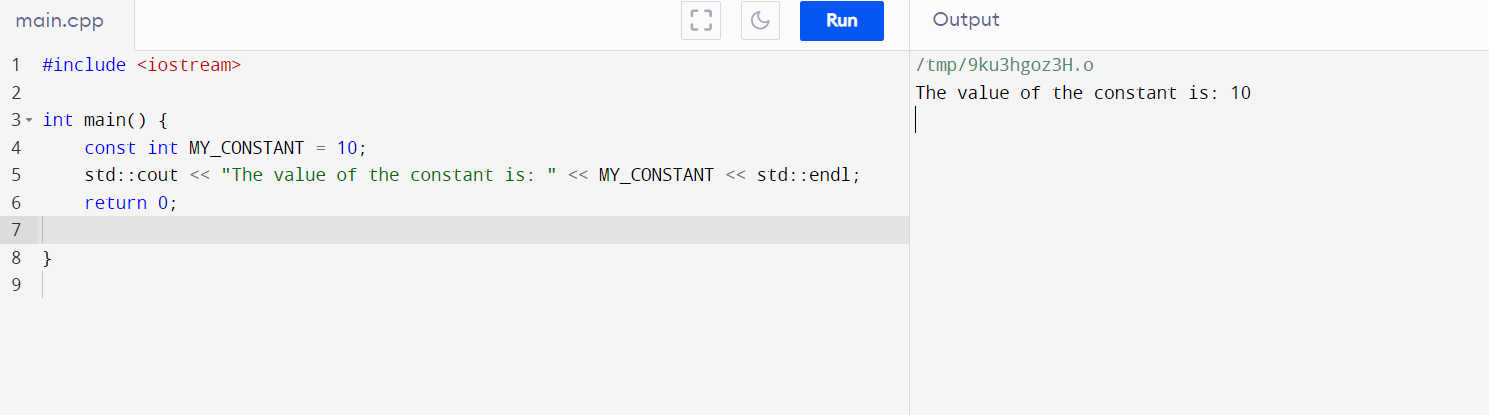 main.cpp
Run
Output
1 #include <iostream>
2
3 int main() {
4     const int MY_CONSTANT = 10;
5     std::cout << "The value of the constant is: " << MY_CONSTANT << std::endl;
6     return 0;
7
8 }
9
/tmp/9ku3hgoz3H.o
The value of the constant is: 10